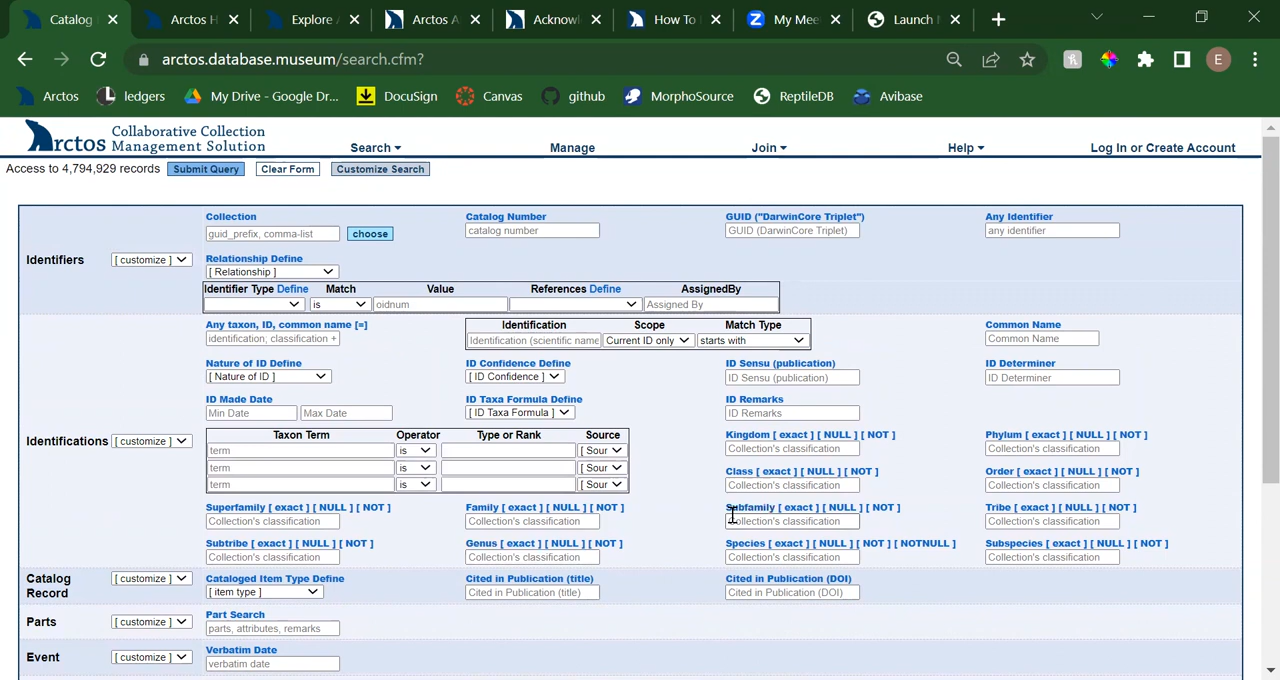 Catalog
Arctos H
Explore
Arctos A
Acknowl
How To
My Mee
Launch
arctos.database.museum/search.cfm?
E
Arctos
ledgers
My Drive - Google Dr...
DocuSign
Canvas
github
MorphoSource
ReptileDB
Avibase
Arctos Collaborative Collection
Management Solution
Search
Manage
Join
Help
Log In or Create Account
Access to 4,794,929 records
Submit Query
Clear Form
Customize Search
Identifiers
[ customize ]
Collection
guid_prefix, comma-list
choose
Catalog Number
catalog number
GUID ("DarwinCore Triplet")
GUID (DarwinCore Triplet)
Any Identifier
any identifier
Relationship Define
[ Relationship ]
Identifier Type Define Match Value References Define AssignedBy
is oidnum Assigned By
Identifications
[ customize ]
Any taxon, ID, common name [=]
identification; classification +
Identification Scope Match Type
Identification (scientific name Current ID only starts with
Common Name
Common Name
Nature of ID Define
[ Nature of ID ]
ID Confidence Define
[ ID Confidence ]
ID Sensu (publication)
ID Sensu (publication)
ID Determiner
ID Determiner
ID Made Date
Min Date Max Date
ID Taxa Formula Define
[ ID Taxa Formula ]
ID Remarks
ID Remarks
Taxon Term Operator Type or Rank Source
term is [ Sour
term is [ Sour
term is [ Sour
Kingdom [ exact ] [ NULL ] [ NOT ]
Collection's classification
Phylum [ exact ] [ NULL ] [ NOT ]
Collection's classification
Class [ exact ] [ NULL ] [ NOT ]
Collection's classification
Order [ exact ] [ NULL ] [ NOT ]
Collection's classification
Superfamily [ exact ] [ NULL ] [ NOT ]
Collection's classification
Family [ exact ] [ NULL ] [ NOT ]
Collection's classification
Subfamily [ exact ] [ NULL ] [ NOT ]
Collection's classification
Tribe [ exact ] [ NULL ] [ NOT ]
Collection's classification
Subtribe [ exact ] [ NULL ] [ NOT ]
Collection's classification
Genus [ exact ] [ NULL ] [ NOT ]
Collection's classification
Species [ exact ] [ NULL ] [ NOT ] [ NOTNULL ]
Collection's classification
Subspecies [ exact ] [ NULL ] [ NOT ]
Collection's classification
Catalog
Record
[ customize ]
Cataloged Item Type Define
[ item type ]
Cited in Publication (title)
Cited in Publication (title)
Cited in Publication (DOI)
Cited in Publication (DOI)
Parts
[ customize ]
Part Search
parts, attributes, remarks
Event
[ customize ]
Verbatim Date
verbatim date